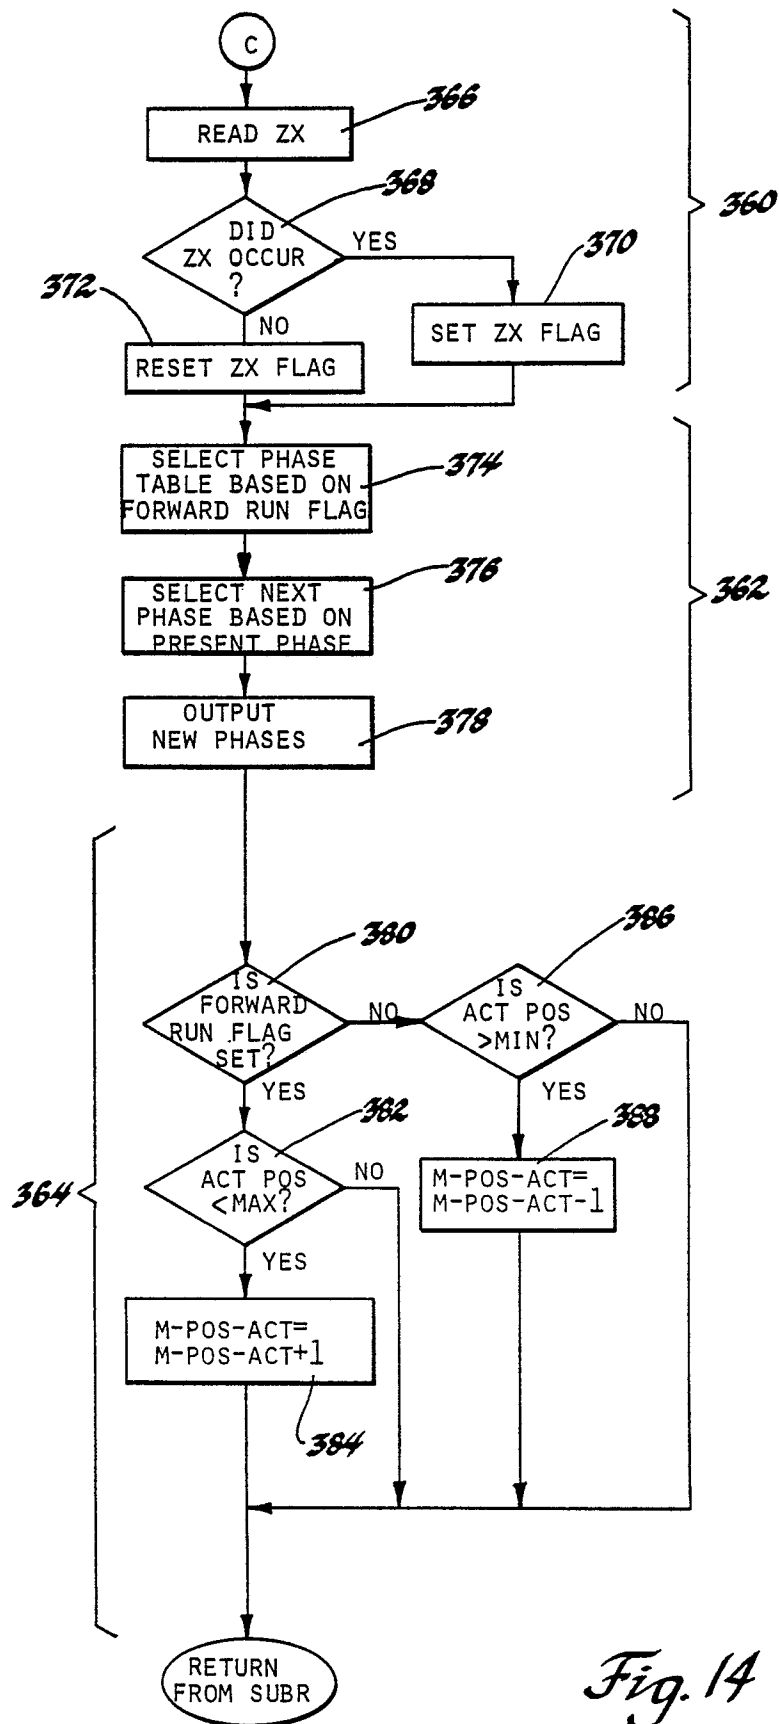 C
366
READ ZX
368
360
DID
ZX OCCUR
?
YES
370
372
NO
SET ZX FLAG
RESET ZX FLAG
SELECT PHASE
TABLE BASED ON
FORWARD RUN FLAG
374
376
SELECT NEXT
PHASE BASED ON
PRESENT PHASE
362
OUTPUT
NEW PHASES
378
380
386
IS
FORWARD
RUN FLAG
SET?
NO
IS
ACT POS
>MIN?
NO
YES
YES
382
388
364
IS
ACT POS
<MAX?
NO
M-POS-ACT=
M-POS-ACT-1
YES
M-POS-ACT=
M-POS-ACT+1
384
RETURN
FROM SUBR
Fig. 14